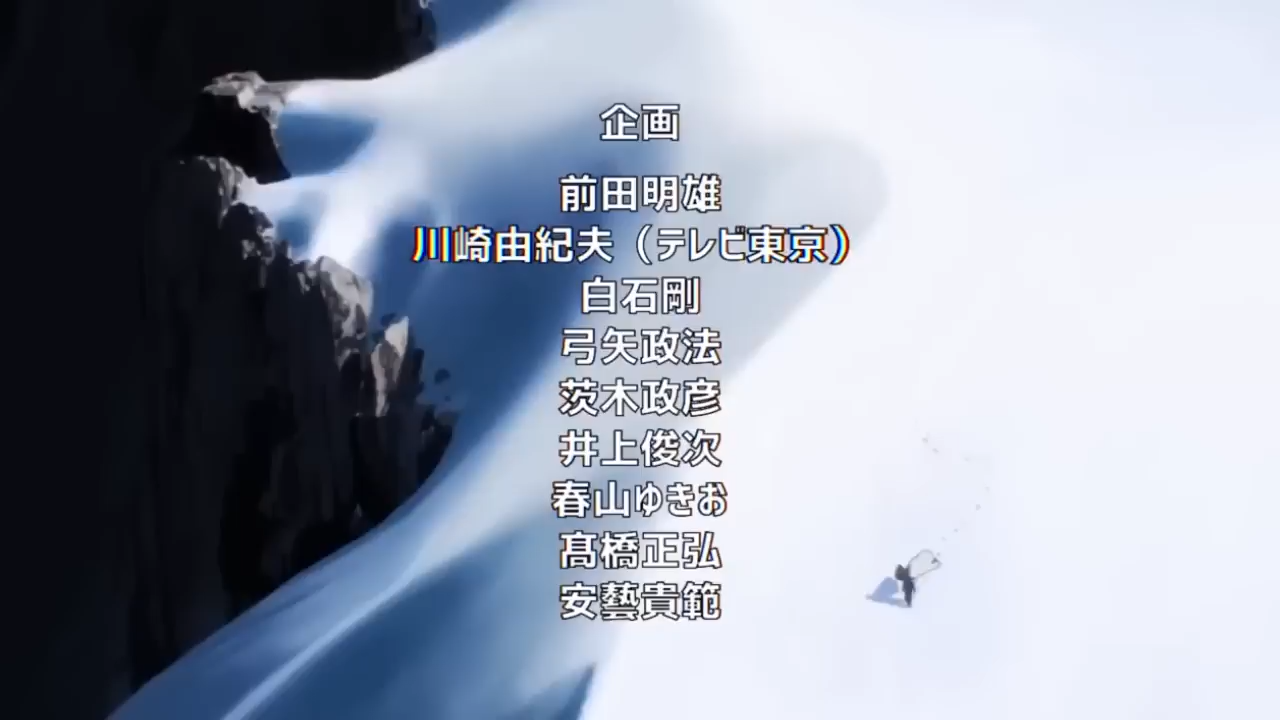 企画
前田明雄
川崎由紀夫（テレビ東京）
白石剛
弓矢政法
茨木政彦
井上俊次
春山ゆきお
髙橋正弘
安藝貴範